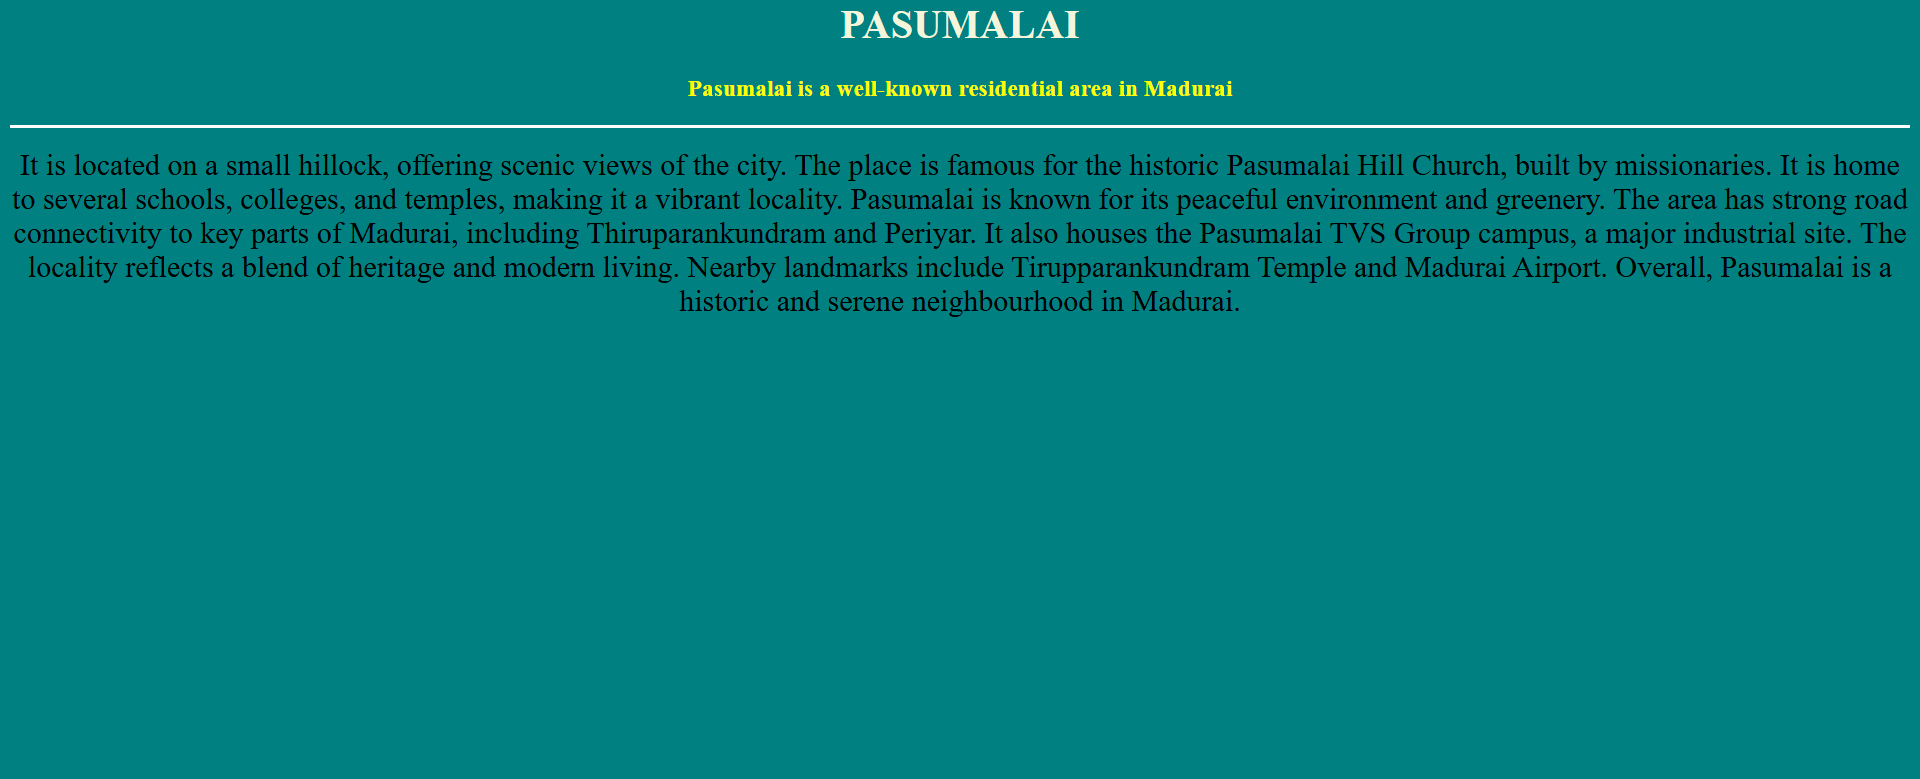 PASUMALAI
Pasumalai is a well-known residential area in Madurai
It is located on a small hillock, offering scenic views of the city. The place is famous for the historic Pasumalai Hill Church, built by missionaries. It is home
to several schools, colleges, and temples, making it a vibrant locality. Pasumalai is known for its peaceful environment and greenery. The area has strong road
connectivity to key parts of Madurai, including Thiruparankundram and Periyar. It also houses the Pasumalai TVS Group campus, a major industrial site. The
locality reflects a blend of heritage and modern living. Nearby landmarks include Tirupparankundram Temple and Madurai Airport. Overall, Pasumalai is a
historic and serene neighbourhood in Madurai.